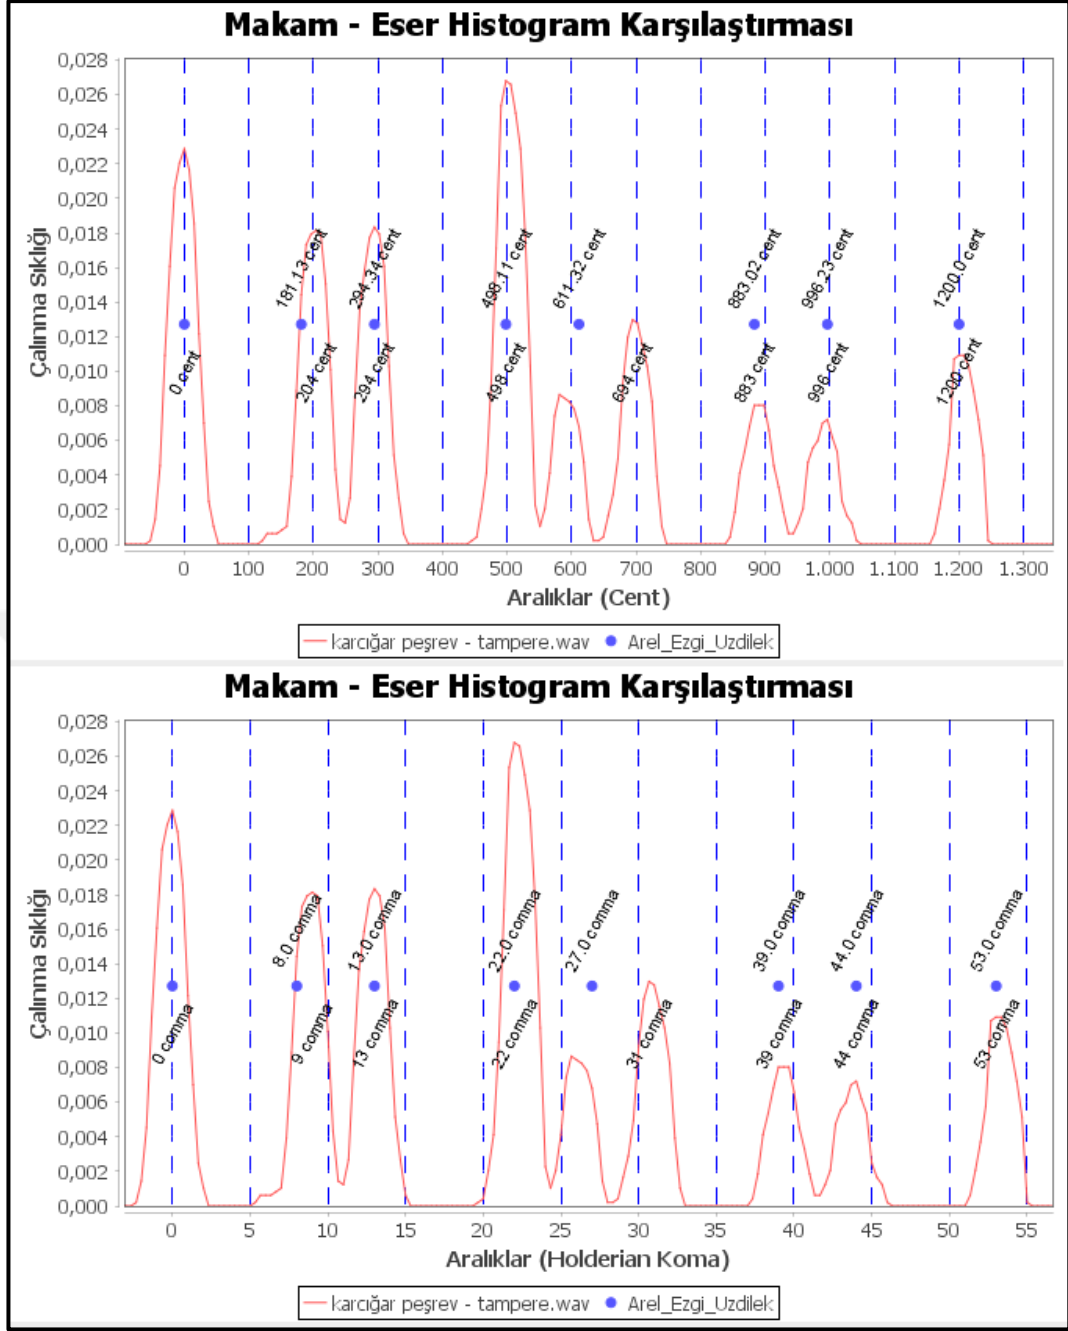 Makam - Eser Histogram Karşılaştırması
0,028
0,026
0,024
0,022
0,020
0,018
0,016
0,014
0,012
0,010
0,008
0,006
0,004
0,002
0,000
Çalınma Sıklığı
181.13 cent
294.34 cent
498.11 cent
611.32 cent
883.02 cent
996.23 cent
1200.0 cent
0 cent
204 cent
294 cent
498 cent
694 cent
883 cent
996 cent
1200 cent
0 100 200 300 400 500 600 700 800 900 1.000 1.100 1.200 1.300
Aralıklar (Cent)
karcığar peşrev - tampere.wav Arel_Ezgi_Uzdilek
Makam - Eser Histogram Karşılaştırması
0,028
0,026
0,024
0,022
0,020
0,018
0,016
0,014
0,012
0,010
0,008
0,006
0,004
0,002
0,000
Çalınma Sıklığı
8.0 comma
13.0 comma
22.0 comma
27.0 comma
39.0 comma
44.0 comma
53.0 comma
0 comma
9 comma
13 comma
22 comma
31 comma
39 comma
44 comma
53 comma
0 5 10 15 20 25 30 35 40 45 50 55
Aralıklar (Holderian Koma)
karcığar peşrev - tampere.wav Arel_Ezgi_Uzdilek